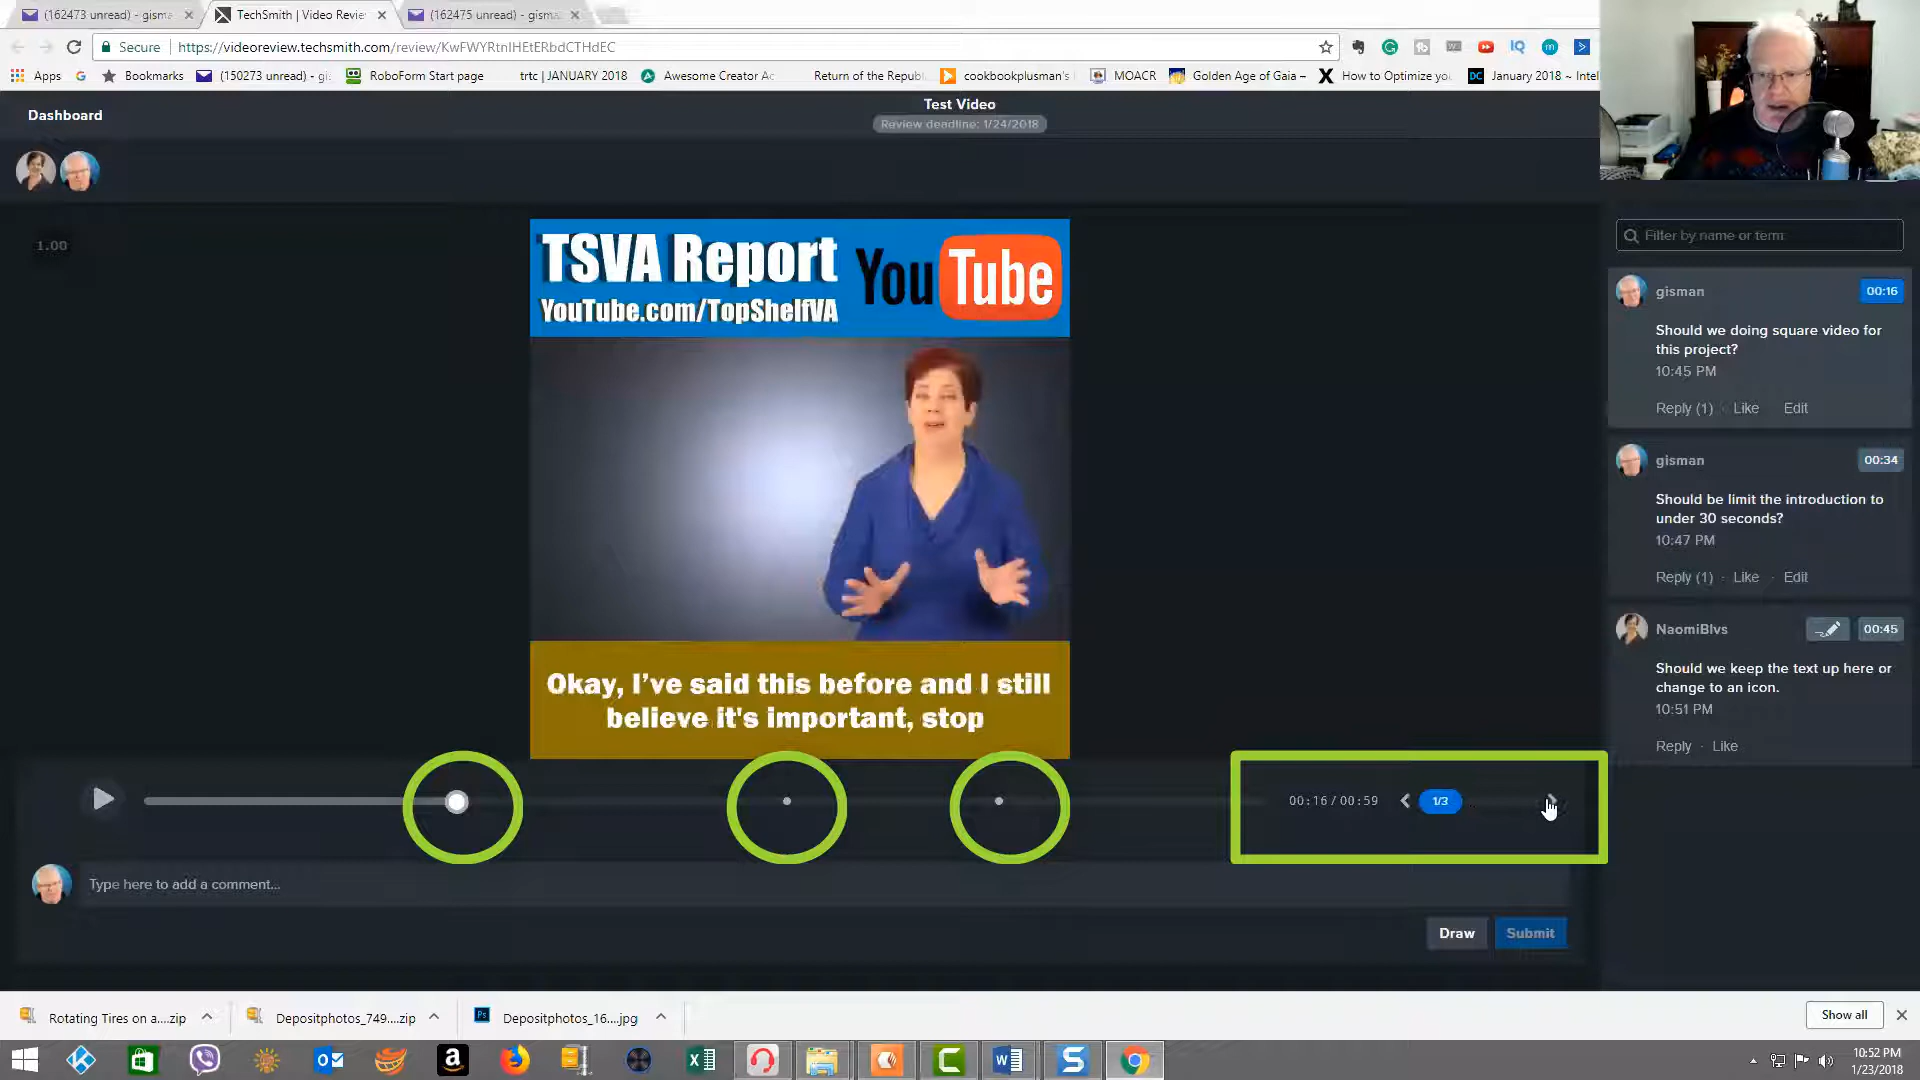 (162473 unread) - gisma
TechSmith | Video Revie
(162475 unread) - gisma
Secure
https://videoreview.techsmith.com/review/KwFWYRtnIHEtERbdCTHdEC
Apps
Bookmarks
(150273 unread) - gi
RoboForm Start page
trtc | JANUARY 2018
Awesome Creator Ac
Return of the Repub
cookbookplusman's
MOACR
Golden Age of Gaia –
How to Optimize yo
January 2018 ~ Intel
Dashboard
Test Video
Review deadline: 1/24/2018
1.00
TSVA Report
YouTube.com/TopShelfVA
YouTube
Okay, I've said this before and I still
believe it's important, stop
00:16/00:59
1/3
Type here to add a comment...
Draw
Submit
Filter by name or term
gisman
00:16
Should we doing square video for
this project?
10:45 PM
Reply (1) · Like Edit
gisman
00:34
Should be limit the introduction to
under 30 seconds?
10:47 PM
Reply (1) · Like · Edit
NaomiBlvs
00:45
Should we keep the text up here or
change to an icon.
10:51 PM
Reply · Like
Rotating Tires on a....zip
Depositphotos_749....zip
Depositphotos_16....jpg
Show all
10:52 PM
1/23/2018